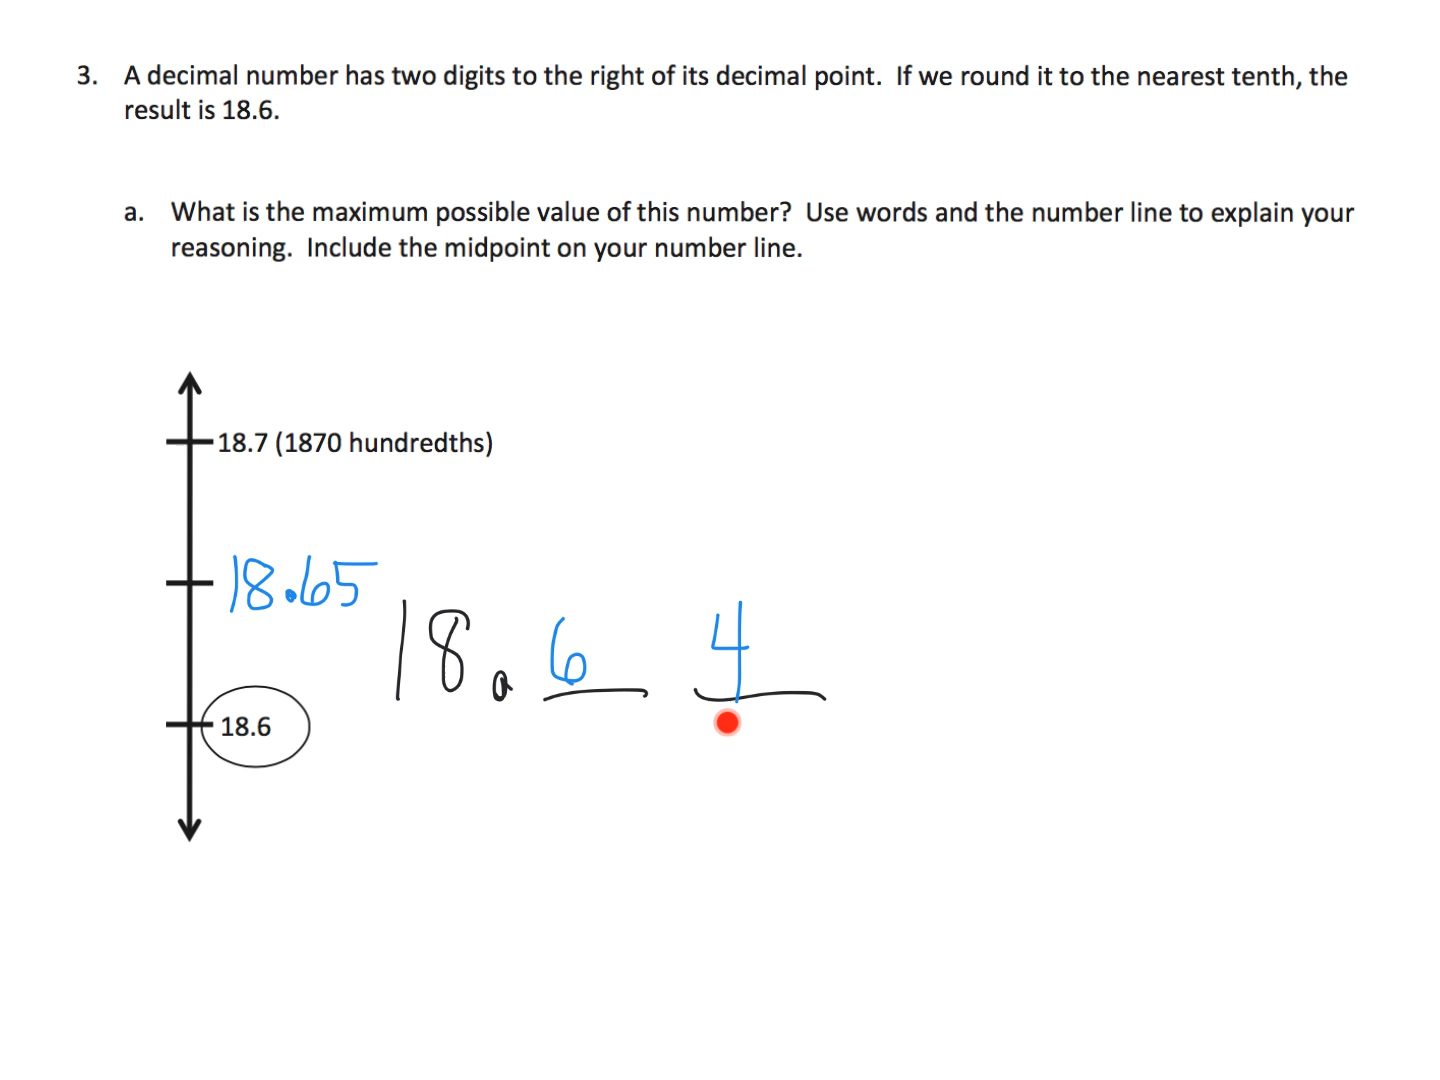 3. A decimal number has two digits to the right of its decimal point. If we round it to the nearest tenth, the
result is 18.6.
a. What is the maximum possible value of this number? Use words and the number line to explain your
reasoning. Include the midpoint on your number line.
18.7 (1870 hundredths)
18.65
18.64
18.6